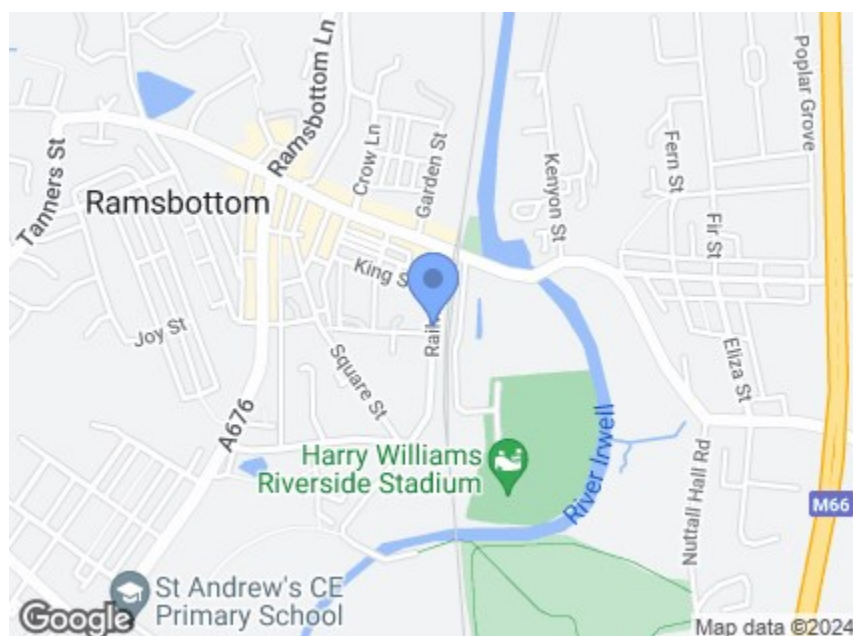 Ramsbottom Ln
Poplar Grove
Crow Ln
Garden St
Fern St
Kenyon St
Tanners St
Ramsbottom
Fir St
King S
Joy St
Rail
Square St
Eliza St
A676
Harry Williams
Riverside Stadium
River Irwell
Nuttall Hall Rd
M66
St Andrew's CE
Primary School
Google
Map data ©2024